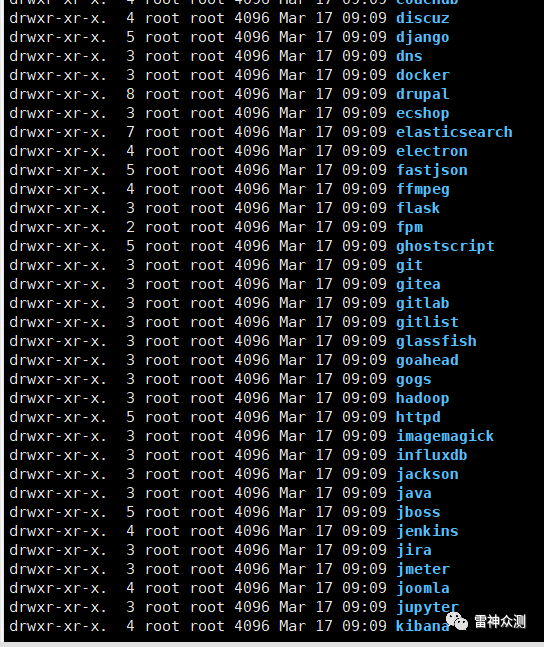 drwxr-xr-x. 4 root root 4096 Mar 17 09:09 couchdb
drwxr-xr-x. 4 root root 4096 Mar 17 09:09 discuz
drwxr-xr-x. 5 root root 4096 Mar 17 09:09 django
drwxr-xr-x. 3 root root 4096 Mar 17 09:09 dns
drwxr-xr-x. 3 root root 4096 Mar 17 09:09 docker
drwxr-xr-x. 8 root root 4096 Mar 17 09:09 drupal
drwxr-xr-x. 3 root root 4096 Mar 17 09:09 ecshop
drwxr-xr-x. 7 root root 4096 Mar 17 09:09 elasticsearch
drwxr-xr-x. 4 root root 4096 Mar 17 09:09 electron
drwxr-xr-x. 5 root root 4096 Mar 17 09:09 fastjson
drwxr-xr-x. 4 root root 4096 Mar 17 09:09 ffmpeg
drwxr-xr-x. 3 root root 4096 Mar 17 09:09 flask
drwxr-xr-x. 2 root root 4096 Mar 17 09:09 fpm
drwxr-xr-x. 5 root root 4096 Mar 17 09:09 ghostscript
drwxr-xr-x. 3 root root 4096 Mar 17 09:09 git
drwxr-xr-x. 3 root root 4096 Mar 17 09:09 gitea
drwxr-xr-x. 3 root root 4096 Mar 17 09:09 gitlab
drwxr-xr-x. 3 root root 4096 Mar 17 09:09 gitlist
drwxr-xr-x. 3 root root 4096 Mar 17 09:09 glassfish
drwxr-xr-x. 3 root root 4096 Mar 17 09:09 goahead
drwxr-xr-x. 3 root root 4096 Mar 17 09:09 gogs
drwxr-xr-x. 3 root root 4096 Mar 17 09:09 hadoop
drwxr-xr-x. 5 root root 4096 Mar 17 09:09 httpd
drwxr-xr-x. 3 root root 4096 Mar 17 09:09 imagemagick
drwxr-xr-x. 3 root root 4096 Mar 17 09:09 influxdb
drwxr-xr-x. 3 root root 4096 Mar 17 09:09 jackson
drwxr-xr-x. 3 root root 4096 Mar 17 09:09 java
drwxr-xr-x. 5 root root 4096 Mar 17 09:09 jboss
drwxr-xr-x. 4 root root 4096 Mar 17 09:09 jenkins
drwxr-xr-x. 3 root root 4096 Mar 17 09:09 jira
drwxr-xr-x. 3 root root 4096 Mar 17 09:09 jmeter
drwxr-xr-x. 4 root root 4096 Mar 17 09:09 joomla
drwxr-xr-x. 3 root root 4096 Mar 17 09:09 jupyter
drwxr-xr-x. 4 root root 4096 Mar 17 09:09 kibana
雷神众测